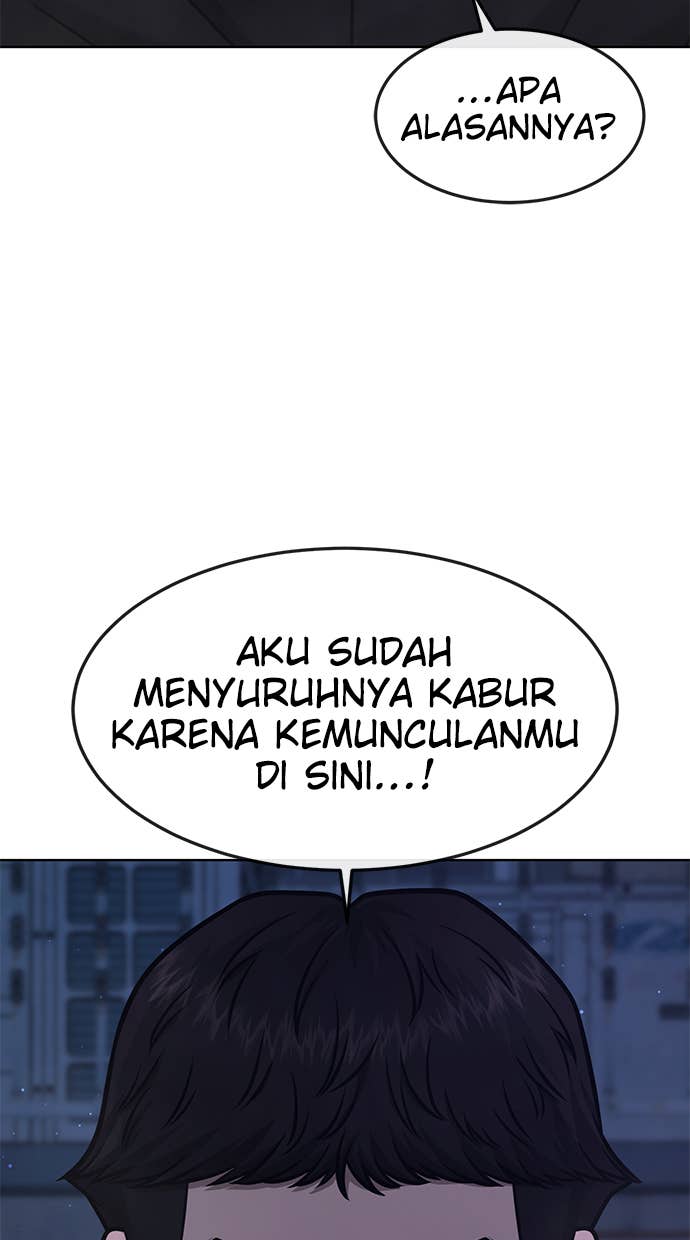 ...APA
ALASANNYA?
AKU SUDAH
MENYURUHNYA KABUR
KARENA KEMUNCULANMU
DI SINI...!